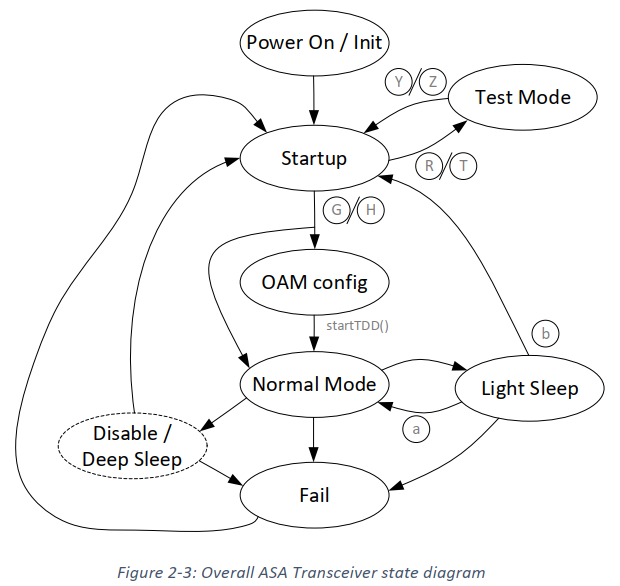 Power On / Init
Y / Z
Test Mode
Startup
R / T
G / H
OAM config
startTDD()
b
Normal Mode
Light Sleep
a
Disable /
Deep Sleep
Fail
Figure 2-3: Overall ASA Transceiver state diagram